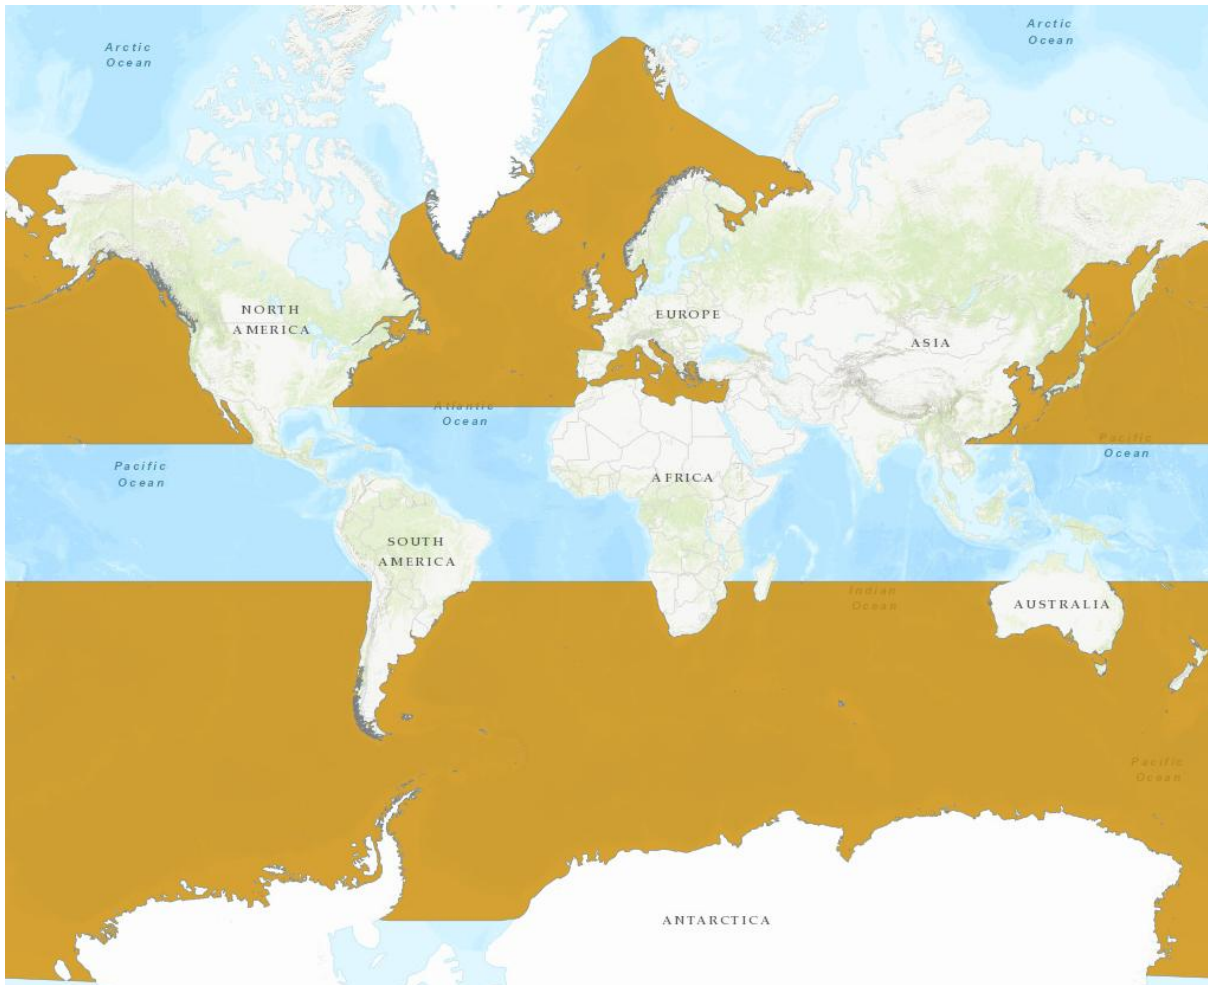 Arctic
Ocean
Arctic
Ocean
NORTH
AMERICA
EUROPE
ASIA
Atlantic
Ocean
Pacific
Ocean
Pacific
Ocean
AFRICA
SOUTH
AMERICA
Indian
Ocean
AUSTRALIA
Pacific
Ocean
ANTARCTICA